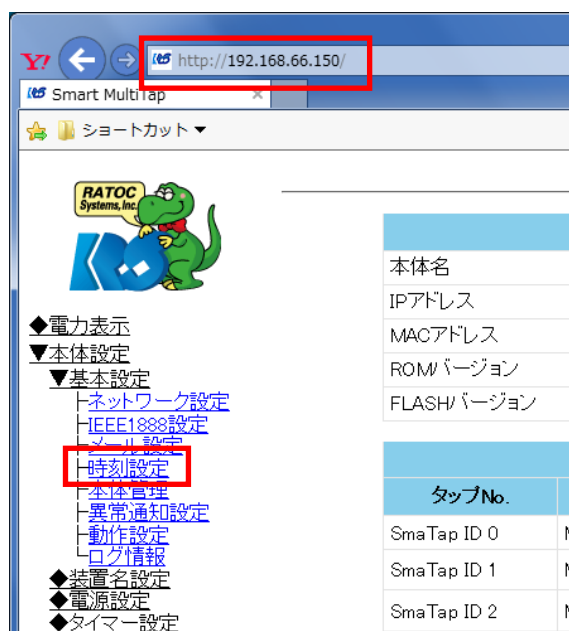 Y!
http://192.168.66.150/
Smart MultiTap ×
ショートカット ▼
RATOC
Systems, Inc.
◆電力表示
▼本体設定
▼基本設定
├ネットワーク設定
├IEEE1888設定
├メール設定
├時刻設定
├本体管理
├異常通知設定
├動作設定
└ログ情報
◆装置名設定
◆電源設定
◆タイマー設定
本体名
IPアドレス
MACアドレス
ROMバージョン
FLASHバージョン
タップNo.
SmaTap ID 0
SmaTap ID 1
SmaTap ID 2